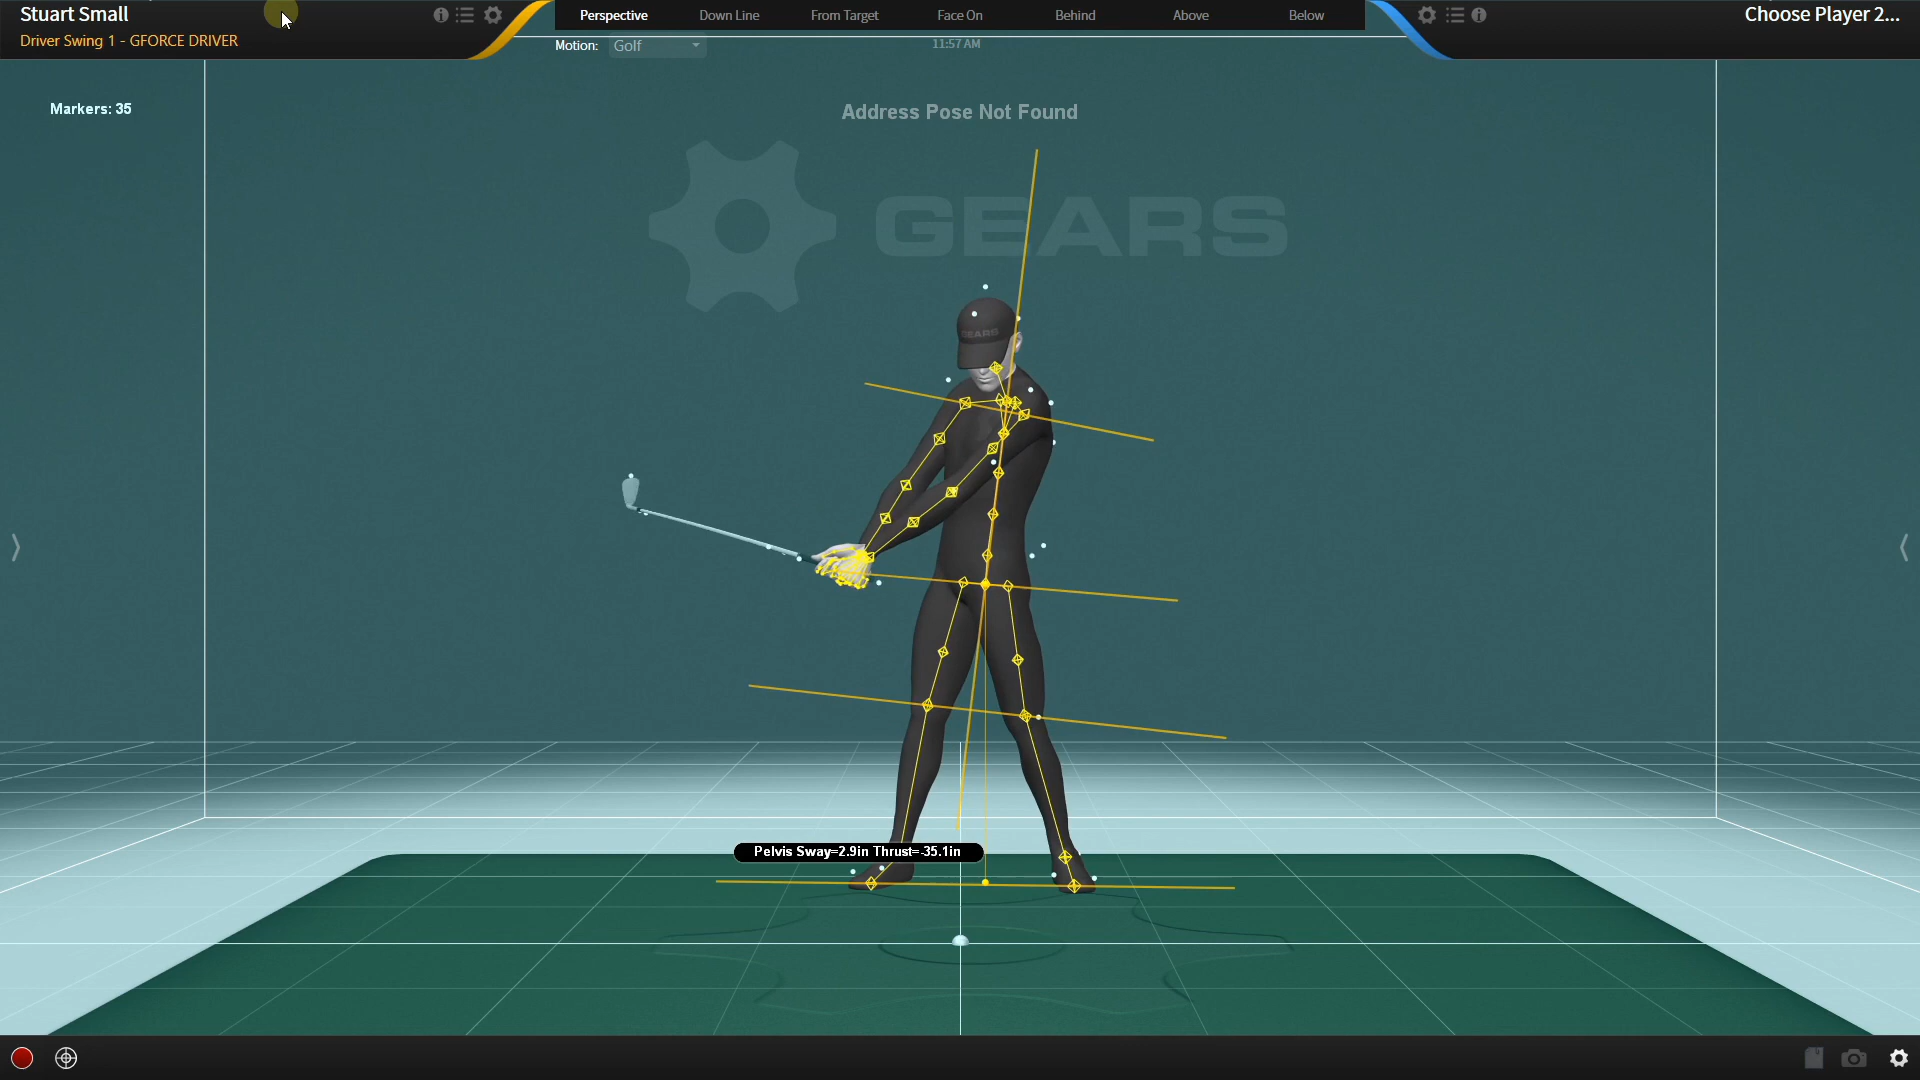 Stuart Small
Driver Swing 1 - GFORCE DRIVER
Perspective
Down Line
From Target
Face On
Behind
Above
Below
Choose Player 2...
Motion:
Golf
11:57 AM
Markers: 35
Address Pose Not Found
GEARS
GEARS
Pelvis Sway=2.9in Thrust=-35.1in